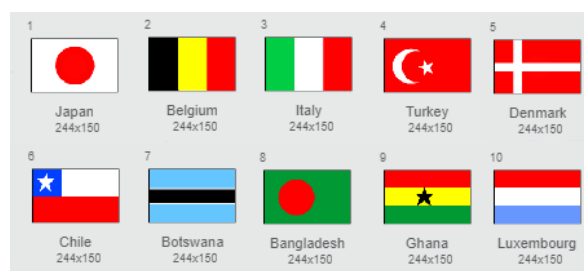 1 2 3 4 5
Japan Belgium Italy Turkey Denmark
244x150 244x150 244x150 244x150 244x150
6 7 8 9 10
Chile Botswana Bangladesh Ghana Luxembourg
244x150 244x150 244x150 244x150 244x150